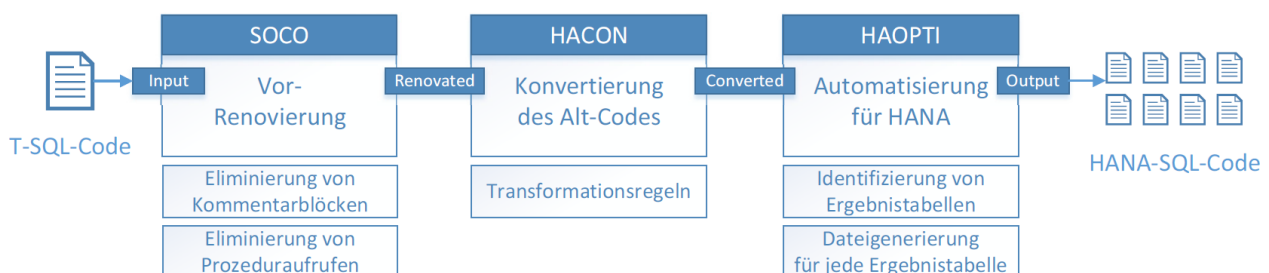 SOCO
HACON
HAOPTI
Input
Renovated
Converted
Output
Vor-
Renovierung
Konvertierung
des Alt-Codes
Automatisierung
für HANA
T-SQL-Code
HANA-SQL-Code
Eliminierung von
Kommentarblöcken
Transformationsregeln
Identifizierung von
Ergebnistabellen
Eliminierung von
Prozeduraufrufen
Dateigenerierung
für jede Ergebnistabelle